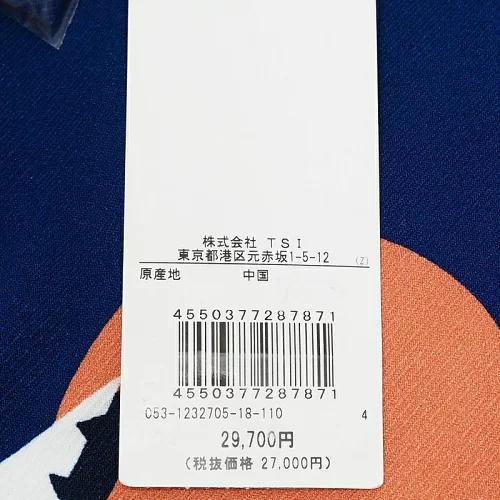 株式会社 TSI
東京都港区元赤坂1-5-12 (Z)
原産地 中国
4550377287871
4550377287871
053-1232705-18-110 4
29,700円
(税抜価格 27,000円)